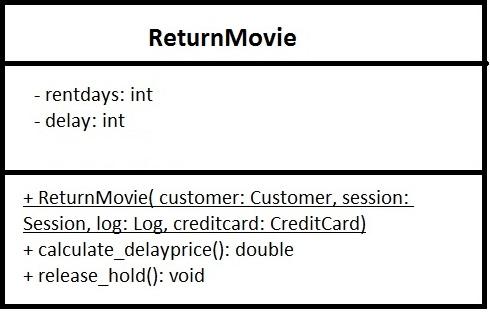 ReturnMovie
- rentdays: int
- delay: int
+ ReturnMovie( customer: Customer, session:
Session, log: Log, creditcard: CreditCard)
+ calculate_delayprice(): double
+ release_hold(): void